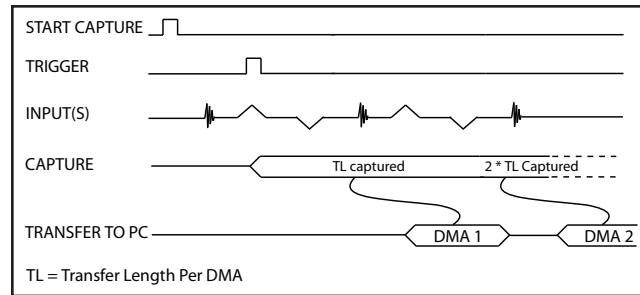 START CAPTURE
TRIGGER
INPUT(S)
CAPTURE
TL captured
2 * TL Captured
TRANSFER TO PC
DMA 1
DMA 2
TL = Transfer Length Per DMA